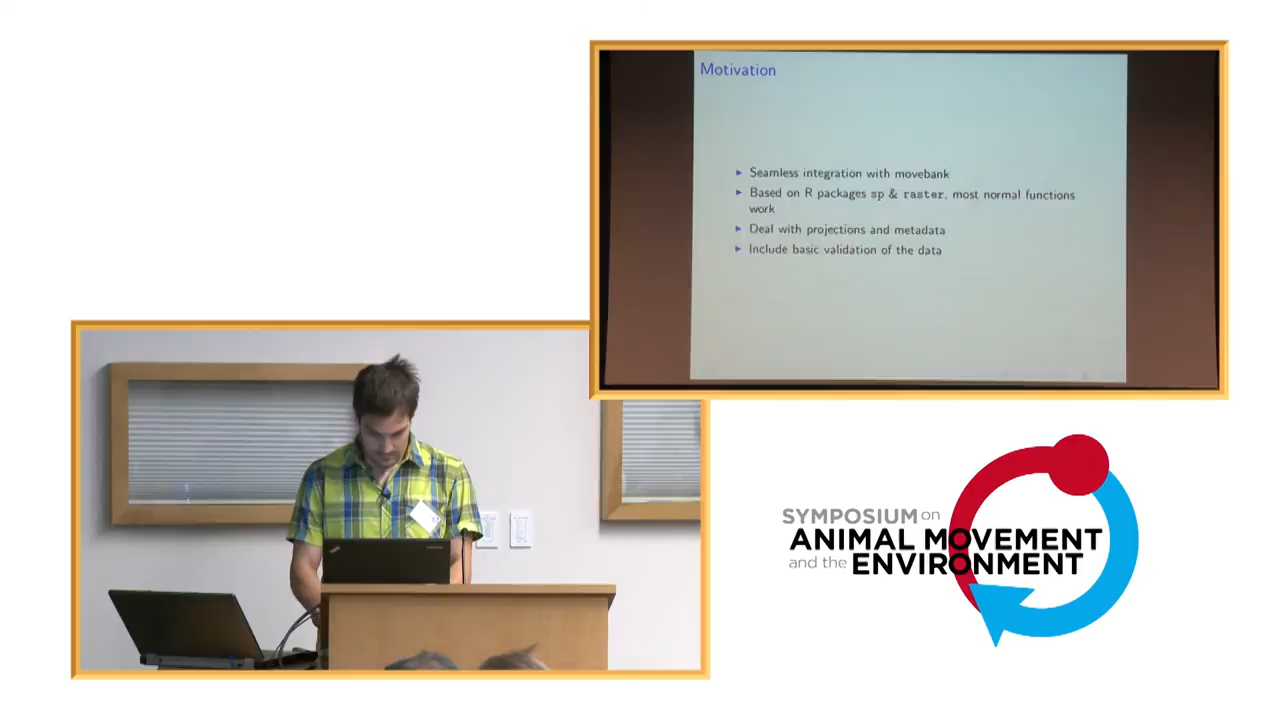 Motivation
▶ Seamless integration with movebank
▶ Based on R packages sp & raster, most normal functions
work
▶ Deal with projections and metadata
▶ Include basic validation of the data
SYMPOSIUM on
ANIMAL MOVEMENT
and the ENVIRONMENT